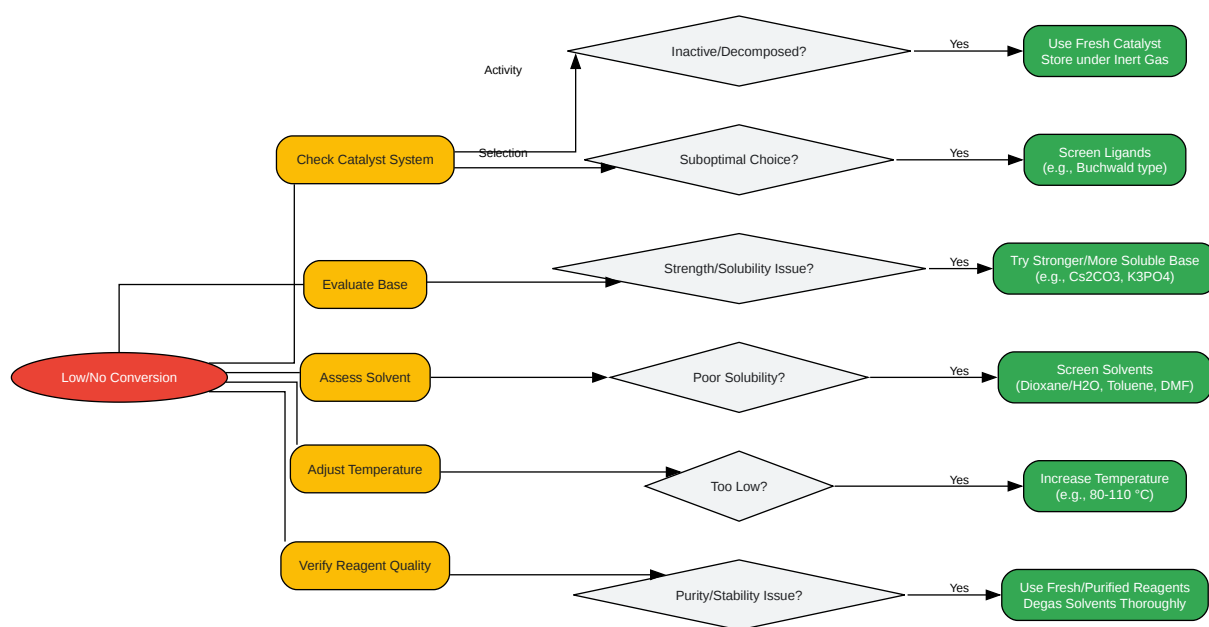 Inactive/Decomposed?
Yes
Use Fresh Catalyst
Store under Inert Gas
Activity
Check Catalyst System
Selection
Suboptimal Choice?
Yes
Screen Ligands
(e.g., Buchwald type)
Evaluate Base
Strength/Solubility Issue?
Yes
Try Stronger/More Soluble Base
(e.g., Cs2CO3, K3PO4)
Low/No Conversion
Assess Solvent
Poor Solubility?
Yes
Screen Solvents
(Dioxane/H2O, Toluene, DMF)
Adjust Temperature
Too Low?
Yes
Increase Temperature
(e.g., 80-110 °C)
Verify Reagent Quality
Purity/Stability Issue?
Yes
Use Fresh/Purified Reagents
Degas Solvents Thoroughly